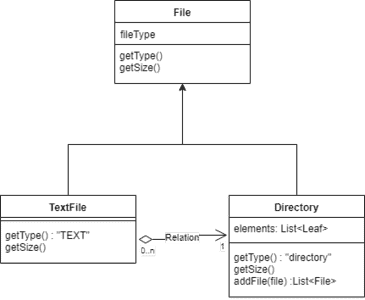 File
fileType
getType()
getSize()
TextFile
getType() : "TEXT"
getSize()
Relation
0..n
1
Directory
elements: List<Leaf>
getType() : "directory"
getSize()
addFile(file) :List<File>